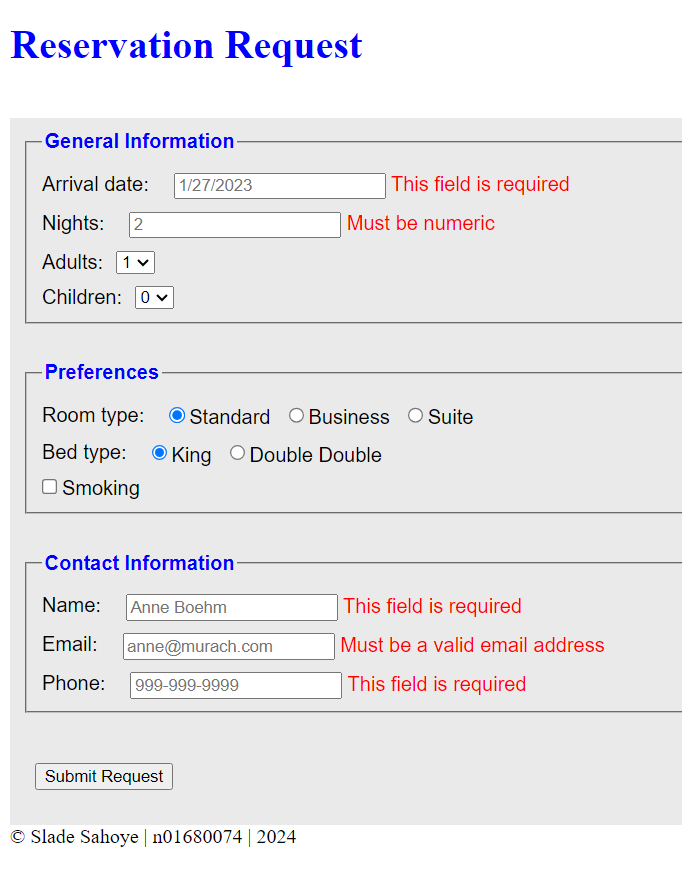 Reservation Request
General Information
Arrival date: 1/27/2023 This field is required
Nights: 2 Must be numeric
Adults: 1
Children: 0
Preferences
Room type: Standard Business Suite
Bed type: King Double Double
Smoking
Contact Information
Name: Anne Boehm This field is required
Email: anne@murach.com Must be a valid email address
Phone: 999-999-9999 This field is required
Submit Request
© Slade Sahoye | n01680074 | 2024